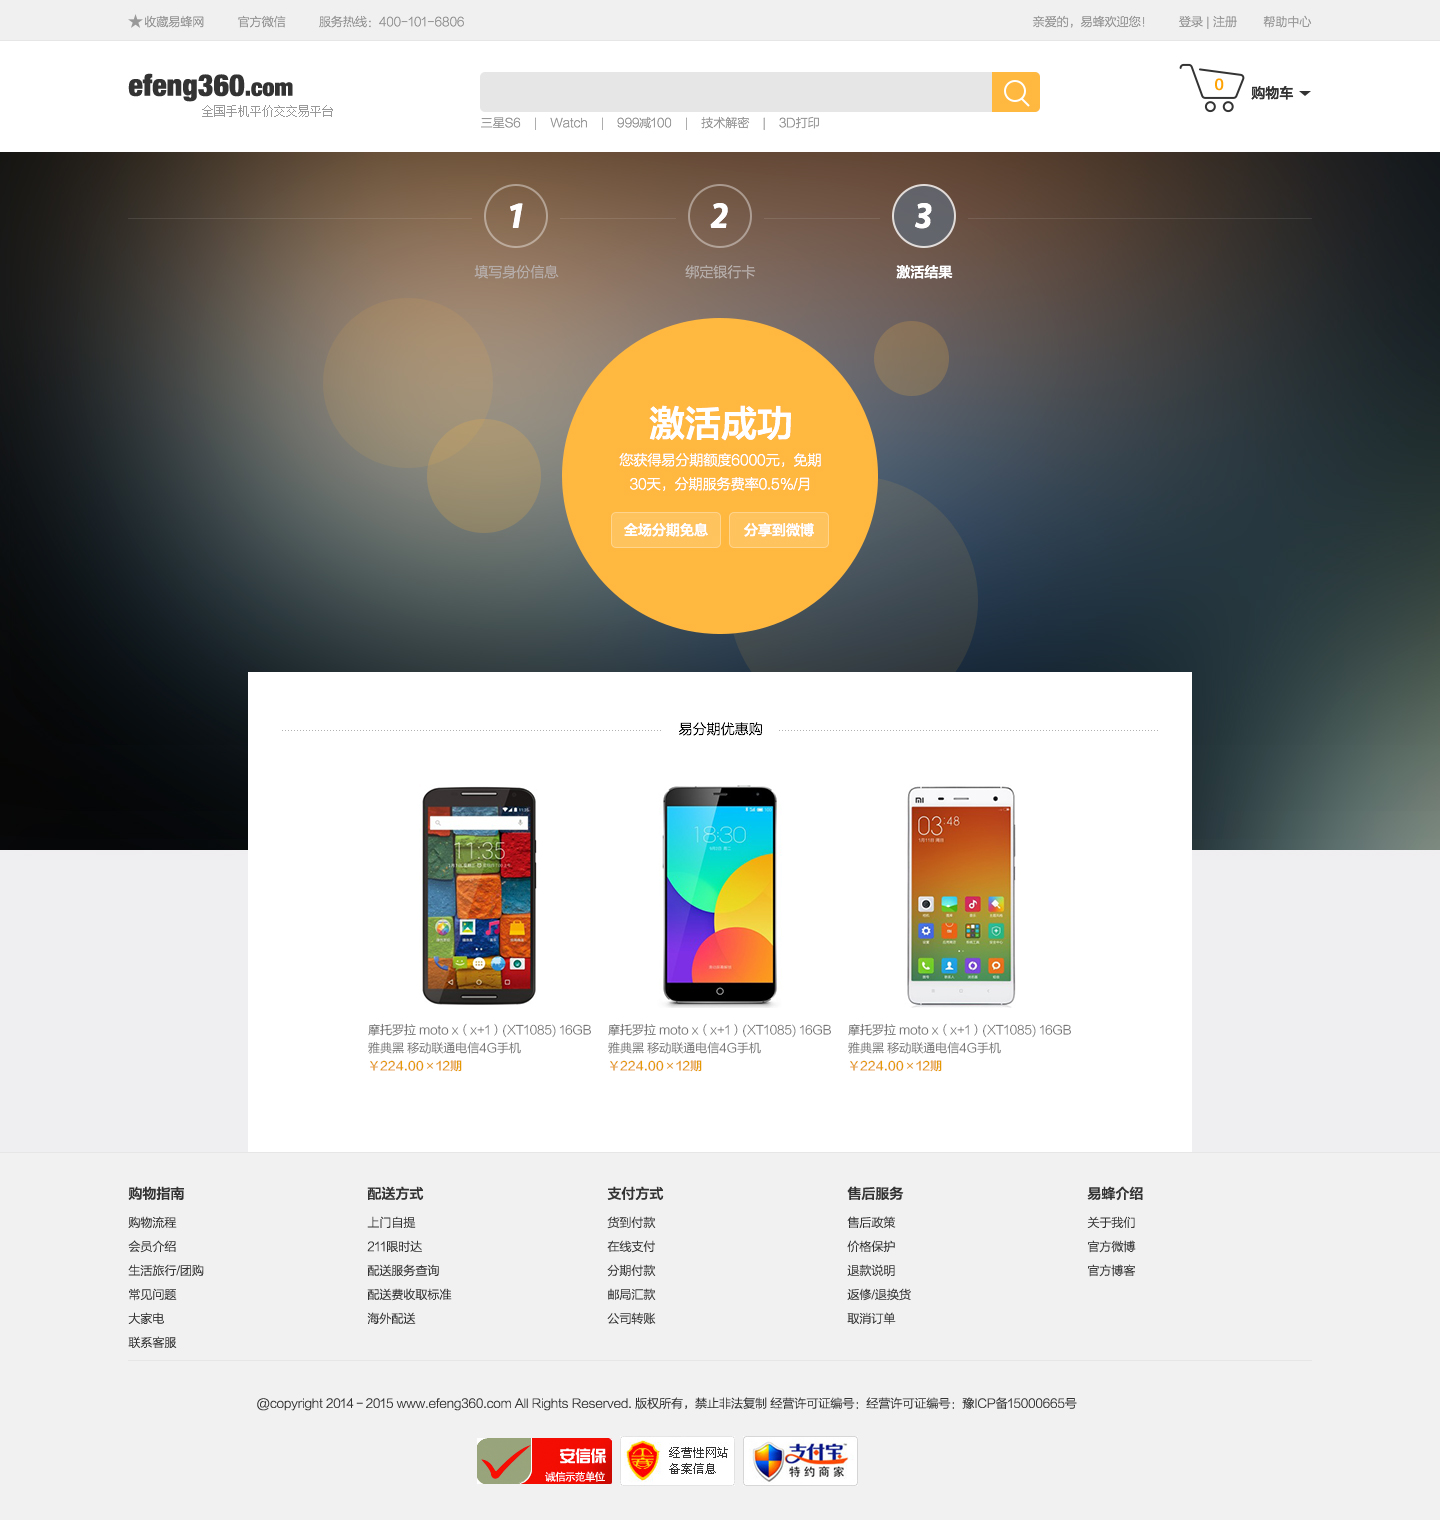 ★收藏易蜂网 官方微信 服务热线：400-101-6806 亲爱的，易蜂欢迎您！ 登录 | 注册 帮助中心
efeng360.com
全国手机平价交交易平台
0 购物车
三星S6 | Watch | 999减100 | 技术解密 | 3D打印
1 2 3
填写身份信息 绑定银行卡 激活结果
激活成功
您获得易分期额度6000元，免期
30天，分期服务费率0.5%/月
全场分期免息 分享到微博
易分期优惠购
11:35
18:30
03:48
摩托罗拉 moto x（x+1）(XT1085) 16GB
雅典黑 移动联通电信4G手机
￥224.00×12期
摩托罗拉 moto x（x+1）(XT1085) 16GB
雅典黑 移动联通电信4G手机
￥224.00×12期
摩托罗拉 moto x（x+1）(XT1085) 16GB
雅典黑 移动联通电信4G手机
￥224.00×12期
购物指南
购物流程
会员介绍
生活旅行/团购
常见问题
大家电
联系客服
配送方式
上门自提
211限时达
配送服务查询
配送费收取标准
海外配送
支付方式
货到付款
在线支付
分期付款
邮局汇款
公司转账
售后服务
售后政策
价格保护
退款说明
返修/退换货
取消订单
易蜂介绍
关于我们
官方微博
官方博客
@copyright 2014 - 2015 www.efeng360.com All Rights Reserved. 版权所有，禁止非法复制 经营许可证编号：经营许可证编号：豫ICP备15000665号
安信保
诚信示范单位
经营性网站
备案信息
支付宝
特约商家